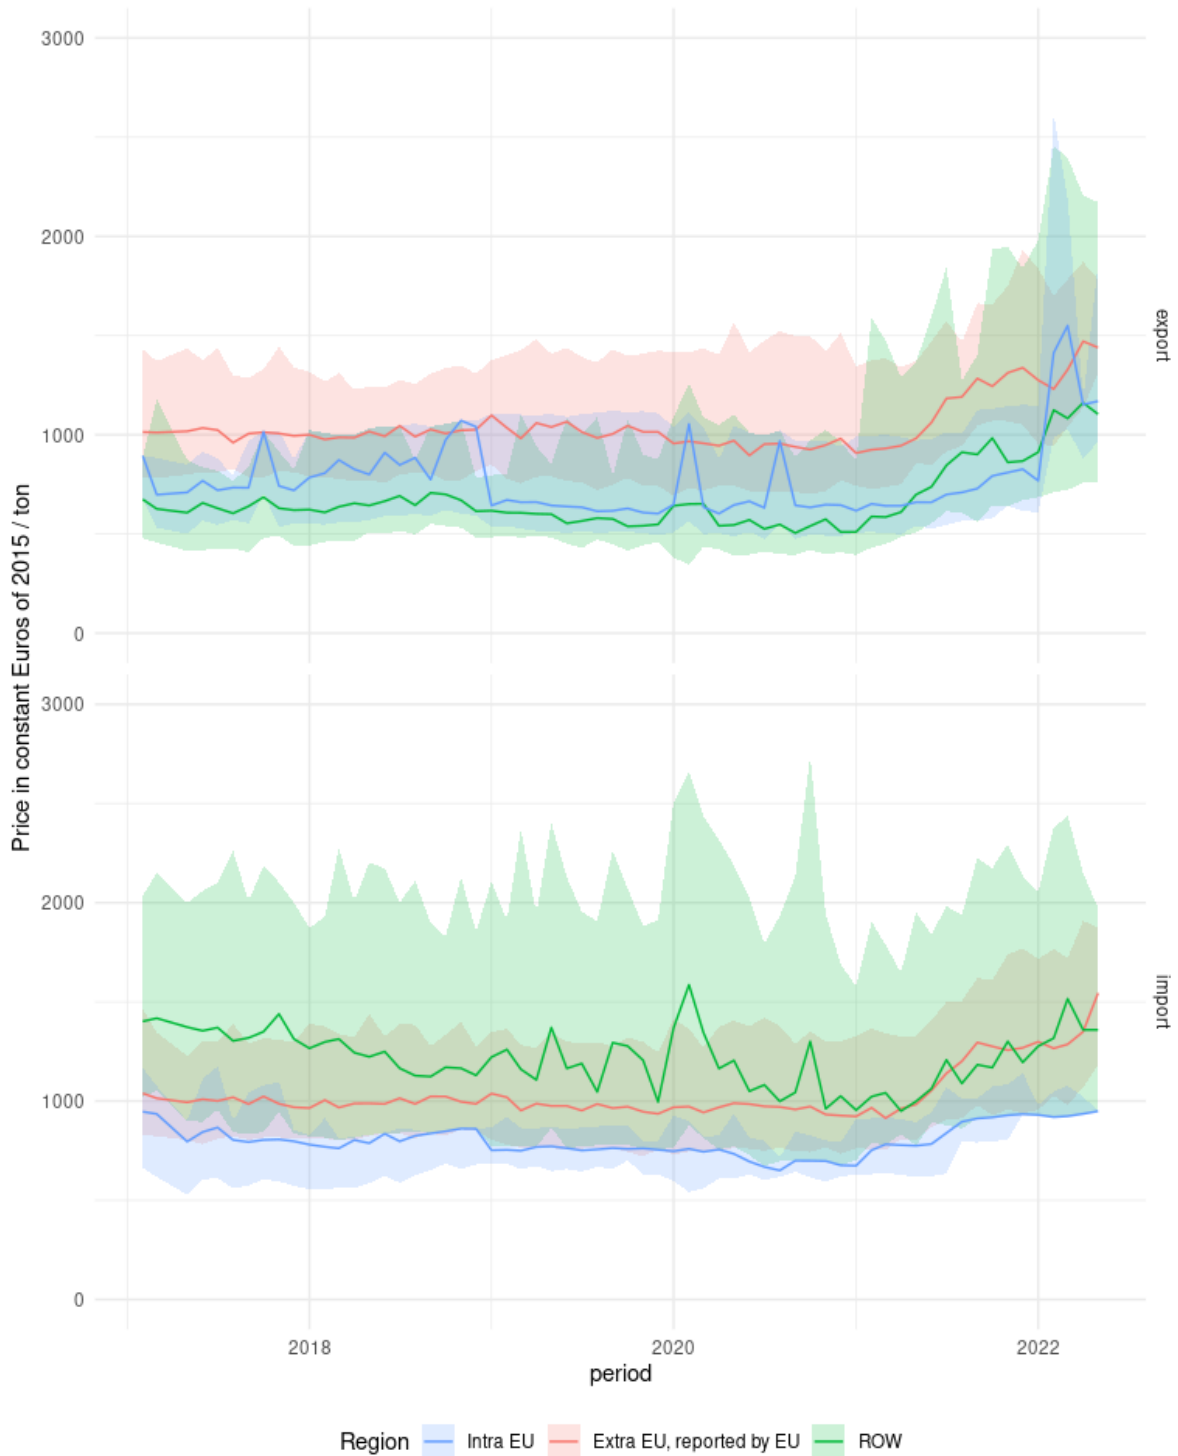 3000
2000
1000
0
export
Price in constant Euros of 2015 / ton
3000
2000
1000
0
import
2018
2020
2022
period
Region
Intra EU
Extra EU, reported by EU
ROW